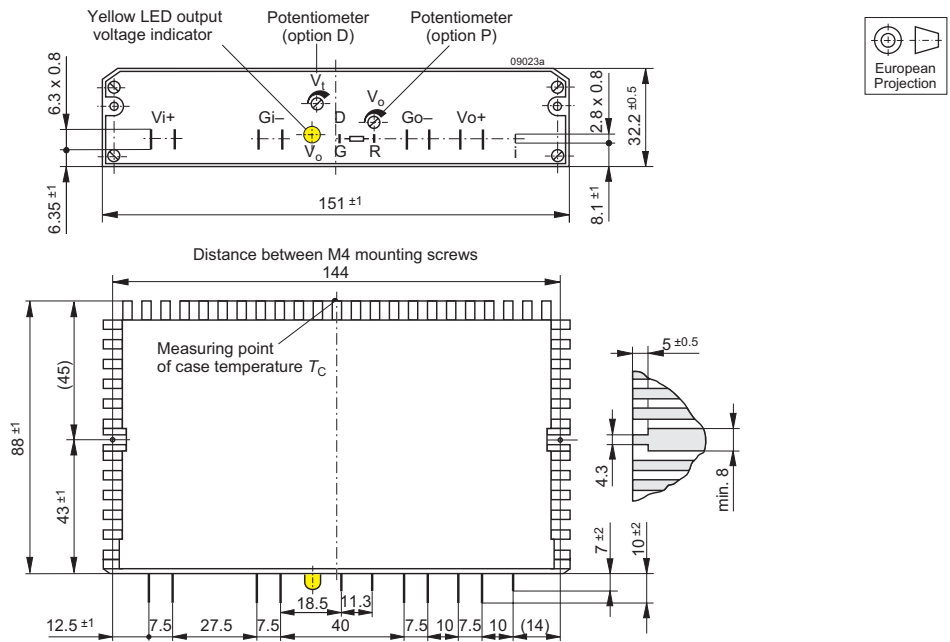 Yellow LED output
voltage indicator
Potentiometer
(option D)
Potentiometer
(option P)
09023a
European
Projection
6.3 x 0.8
6.35 ±1
Vi+
Gi–
Vt
Vo
D
G
R
Vo
Go–
Vo+
i
2.8 x 0.8
8.1 ±1
32.2 ±0.5
151 ±1
Distance between M4 mounting screws
144
Measuring point
of case temperature TC
88 ±1
(45)
43 ±1
5 ±0.5
4.3
min. 8
7 ±2
10 ±2
18.5
11.3
12.5 ±1
7.5
27.5
7.5
40
7.5
10
7.5
10
(14)